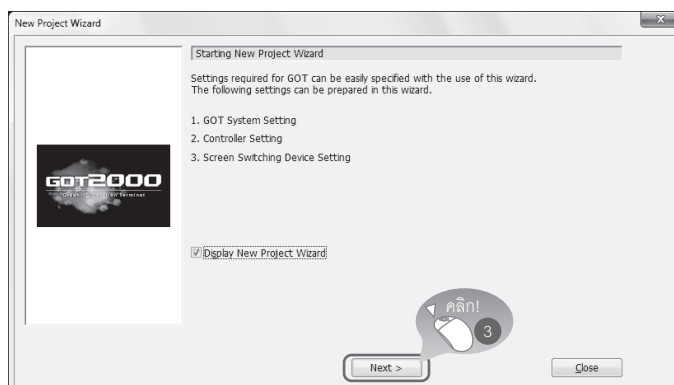 New Project Wizard
x
Starting New Project Wizard
Settings required for GOT can be easily specified with the use of this wizard.
The following settings can be prepared in this wizard.
1. GOT System Setting
2. Controller Setting
3. Screen Switching Device Setting
GOT2000
Terminal
Display New Project Wizard
คลิก!
3
Next >
Close